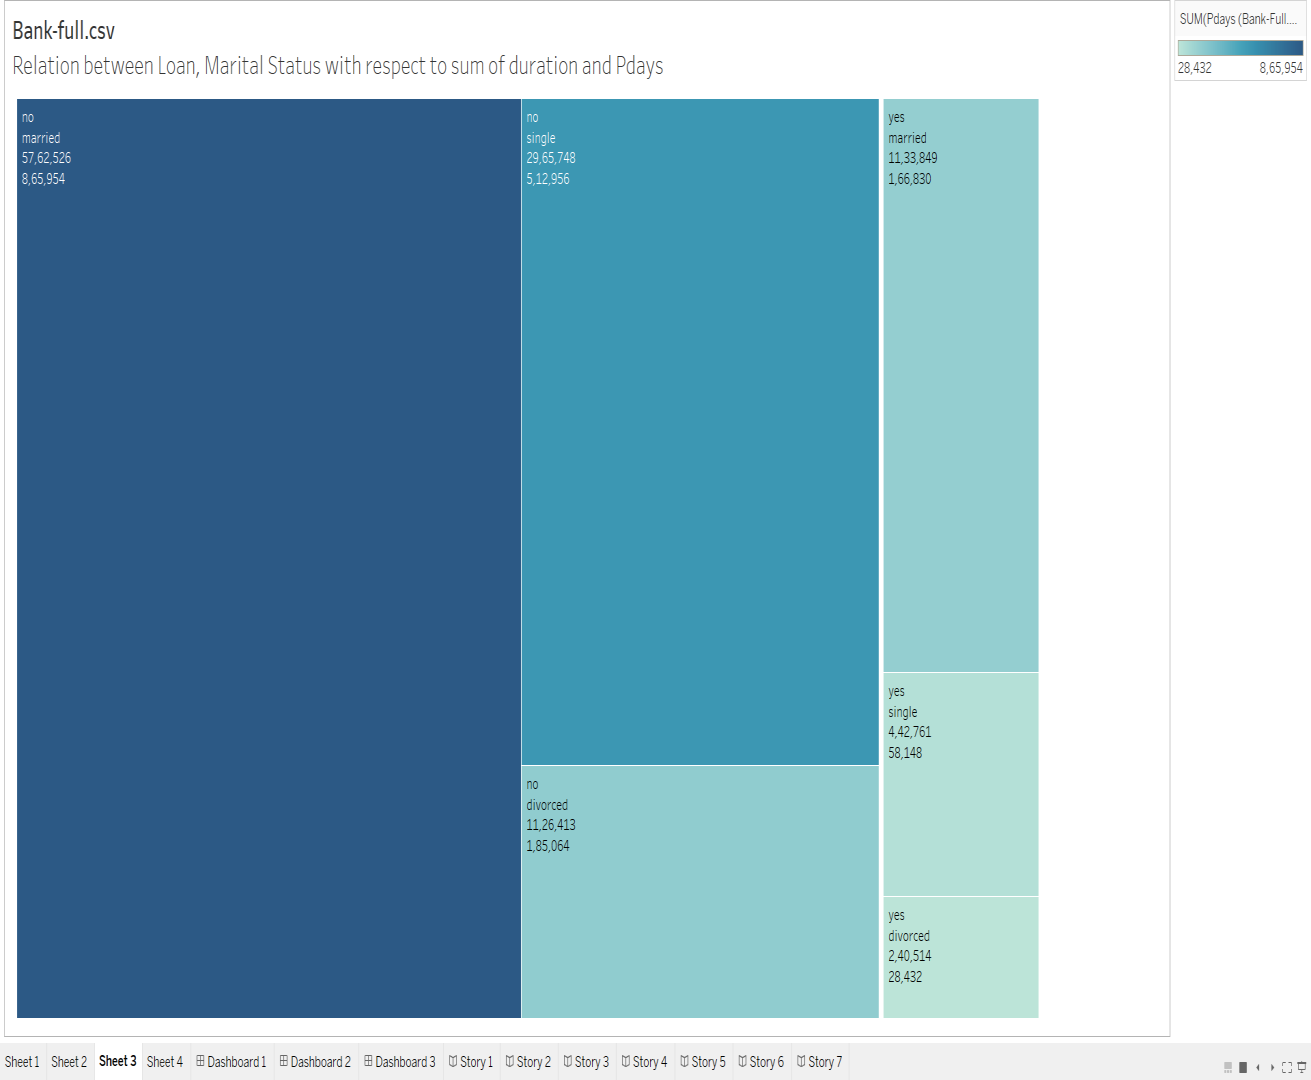 Bank-full.csv
Relation between Loan, Marital Status with respect to sum of duration and Pdays
SUM(Pdays (Bank-Full....
28,432 8,65,954
no
married
57,62,526
8,65,954
no
single
29,65,748
5,12,956
yes
married
11,33,849
1,66,830
yes
single
4,42,761
58,148
no
divorced
11,26,413
1,85,064
yes
divorced
2,40,514
28,432
Sheet 1 Sheet 2 Sheet 3 Sheet 4 Dashboard 1 Dashboard 2 Dashboard 3 Story 1 Story 2 Story 3 Story 4 Story 5 Story 6 Story 7